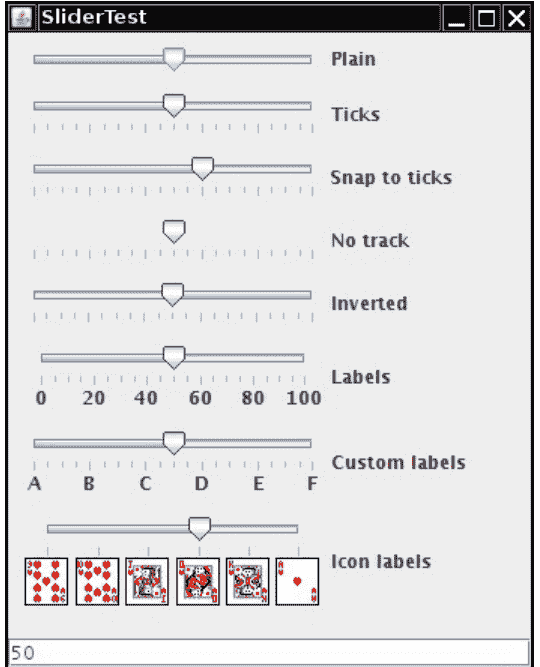 SliderTest
Plain
Ticks
Snap to ticks
No track
Inverted
Labels
0 20 40 60 80 100
Custom labels
A B C D E F
Icon labels
50